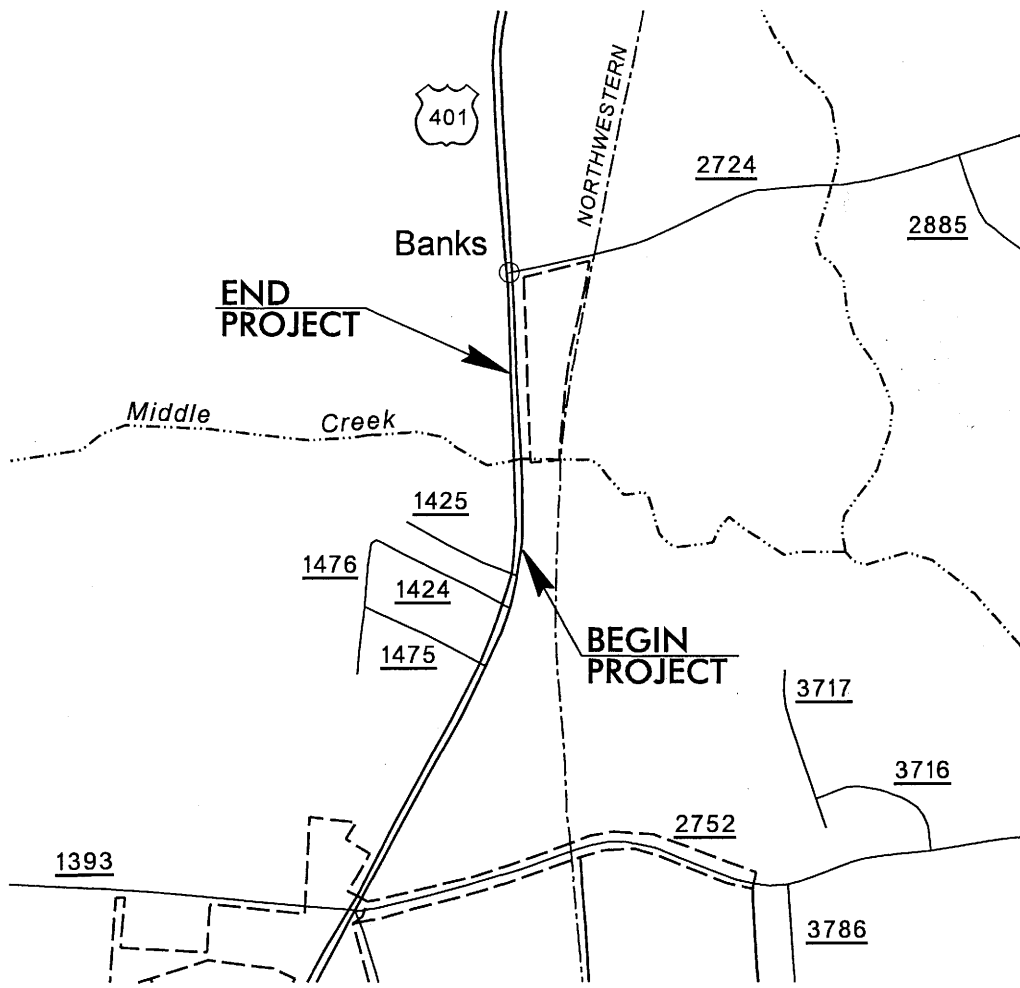 401
NORTHWESTERN
2724
2885
Banks
END
PROJECT
Middle Creek
1425
1476
1424
1475
BEGIN
PROJECT
3717
3716
2752
1393
3786